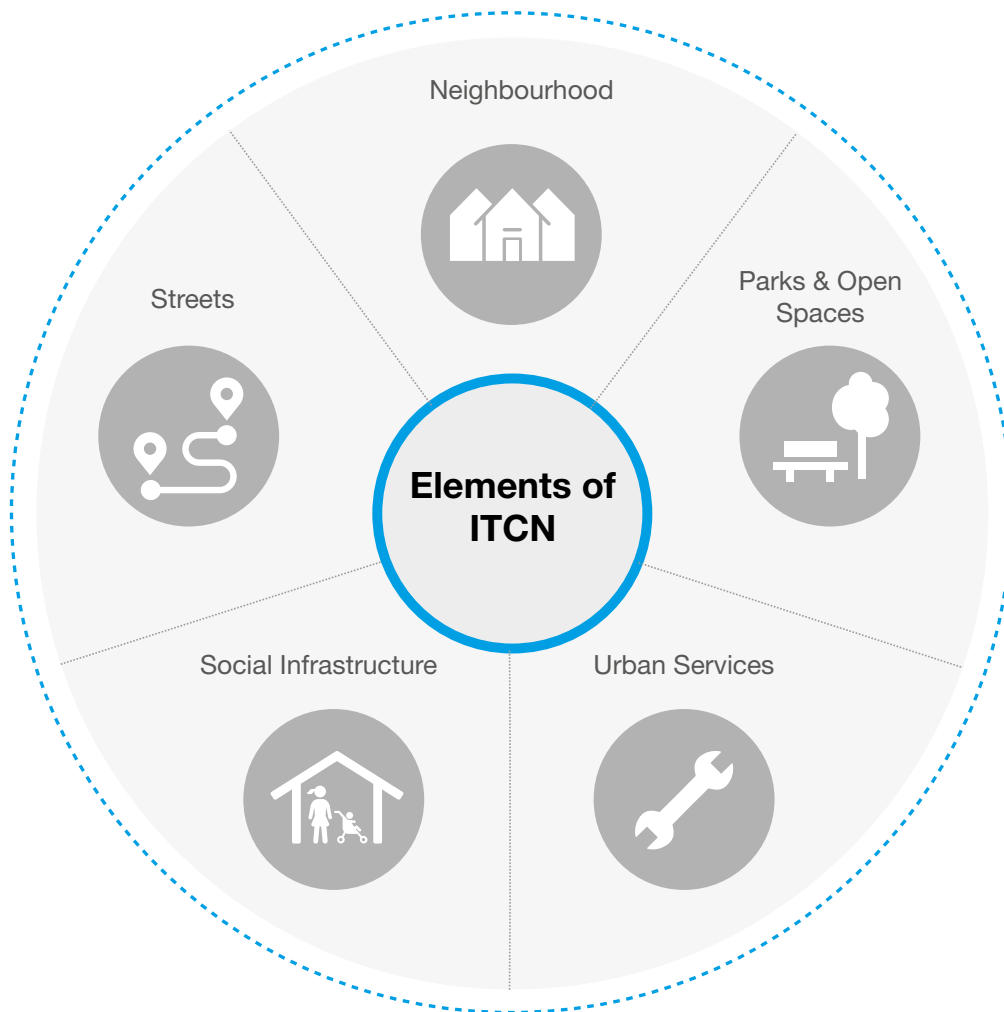 Neighbourhood
Parks & Open
Spaces
Streets
Elements of
ITCN
Social Infrastructure
Urban Services